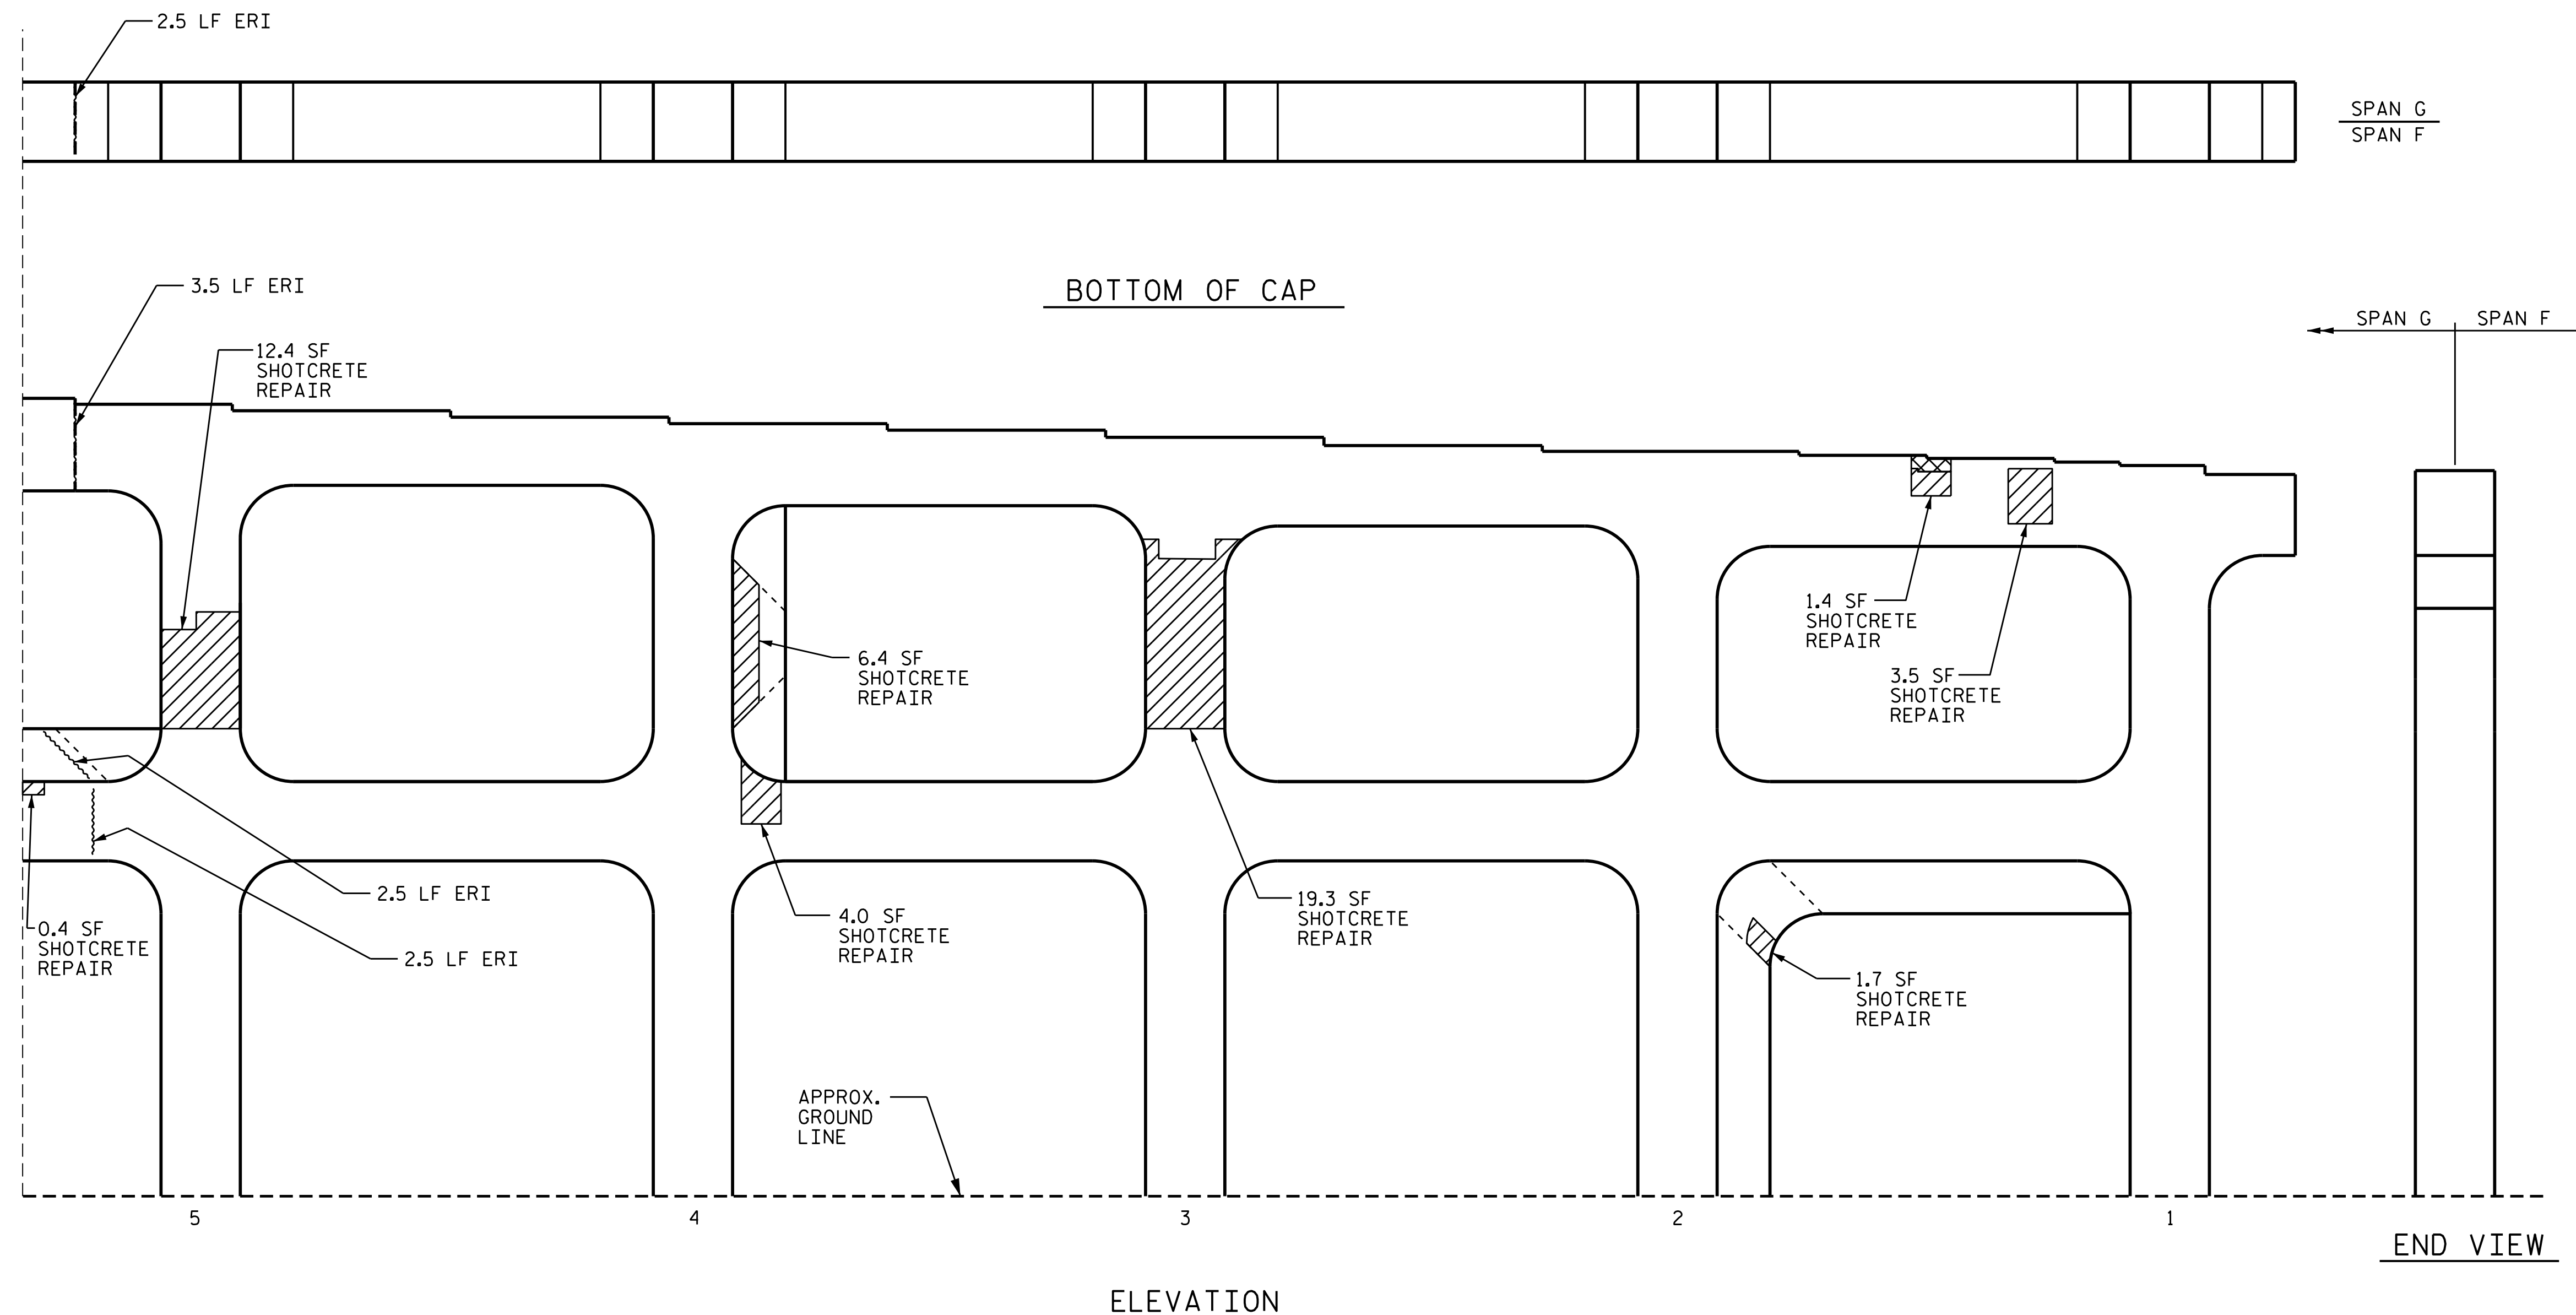 2.5 LF ERI
SPAN G
SPAN F
BOTTOM OF CAP
3.5 LF ERI
SPAN G
SPAN F
12.4 SF
SHOTCRETE
REPAIR
6.4 SF
SHOTCRETE
REPAIR
1.4 SF
SHOTCRETE
REPAIR
3.5 SF
SHOTCRETE
REPAIR
2.5 LF ERI
0.4 SF
SHOTCRETE
REPAIR
2.5 LF ERI
4.0 SF
SHOTCRETE
REPAIR
19.3 SF
SHOTCRETE
REPAIR
1.7 SF
SHOTCRETE
REPAIR
APPROX.
GROUND
LINE
5
4
3
2
1
END VIEW
ELEVATION